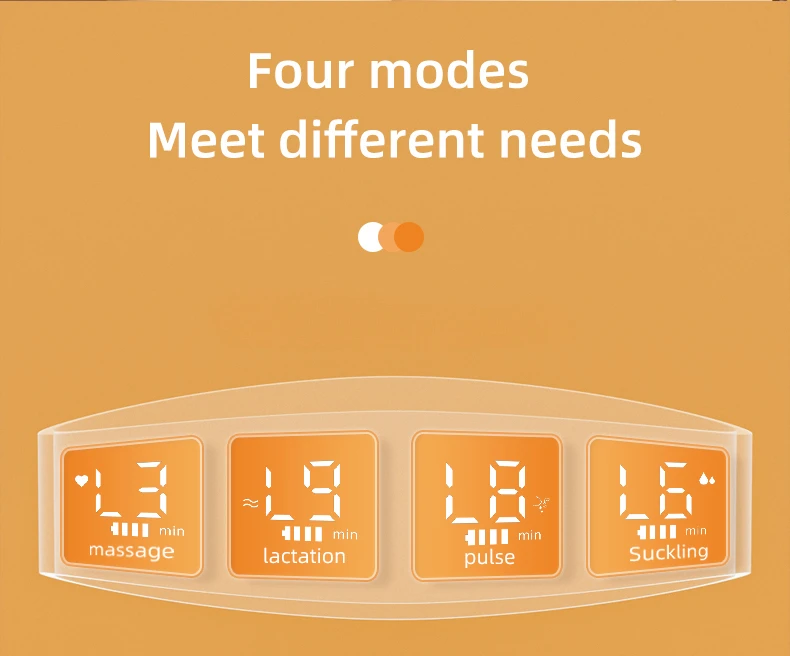 Four modes
Meet different needs
L3
min
massage
L9
min
lactation
L8
min
pulse
L6
min
Suckling